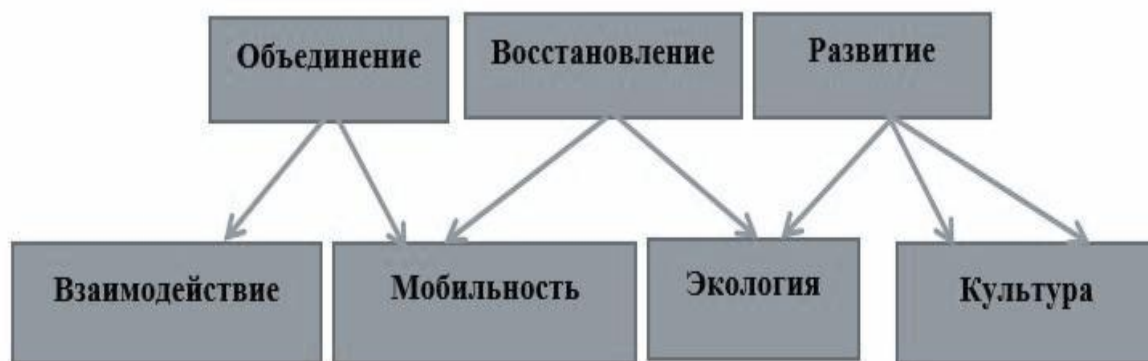 Объединение
Восстановление
Развитие
Взаимодействие
Мобильность
Экология
Культура